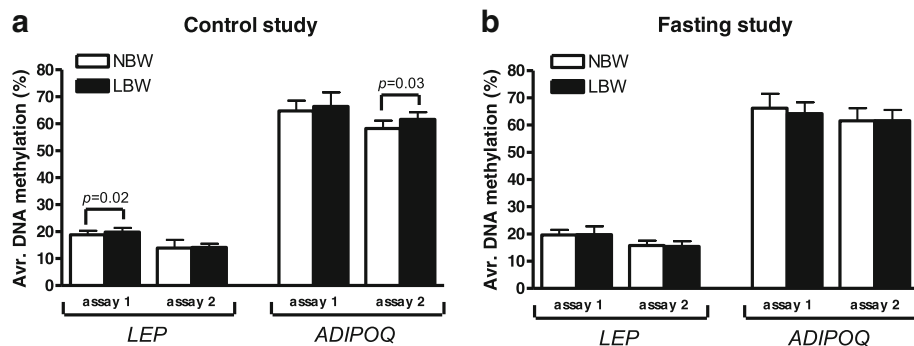 a
Control study
NBW
LBW
Avr. DNA methylation (%)
80
70
60
50
40
30
20
10
0
p=0.02
p=0.03
assay 1
assay 2
assay 1
assay 2
LEP
ADIPOQ
b
Fasting study
NBW
LBW
Avr. DNA methylation (%)
80
70
60
50
40
30
20
10
0
assay 1
assay 2
assay 1
assay 2
LEP
ADIPOQ